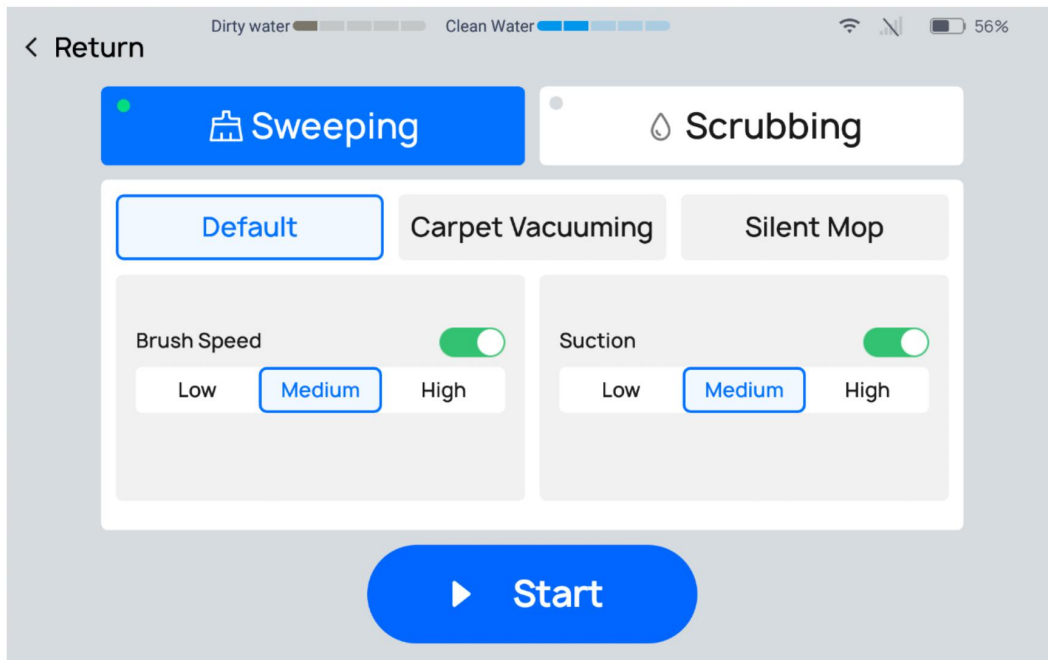 Dirty water Clean Water 56%
Return
Sweeping Scrubbing
Default Carpet Vacuuming Silent Mop
Brush Speed Suction
Low Medium High Low Medium High
Start